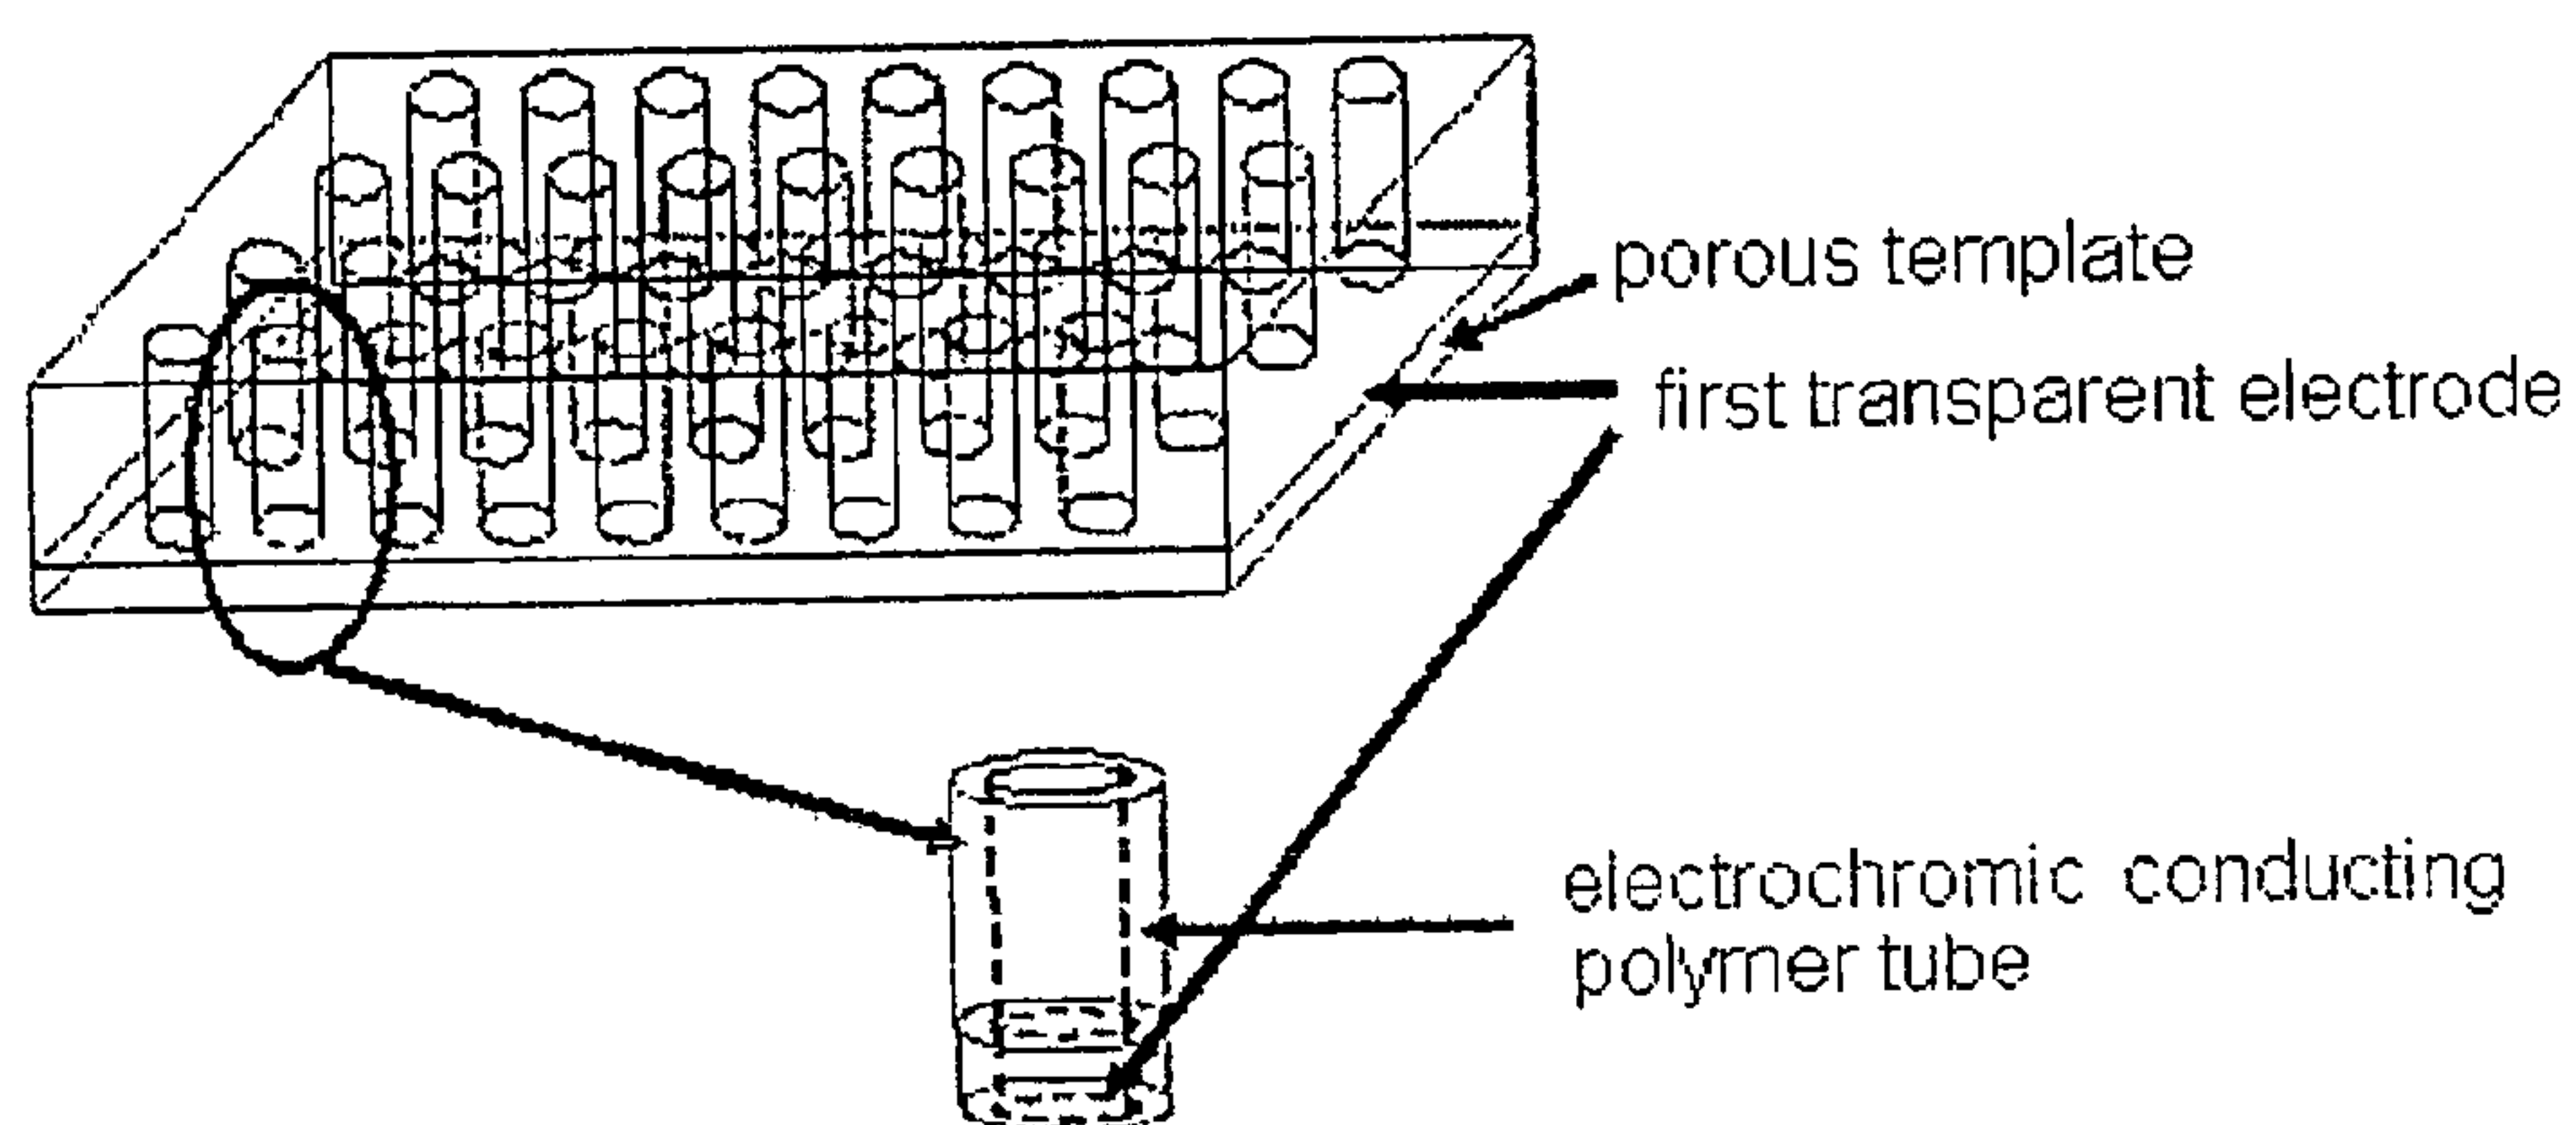 porous template
first transparent electrode
electrochromic conducting
polymer tube